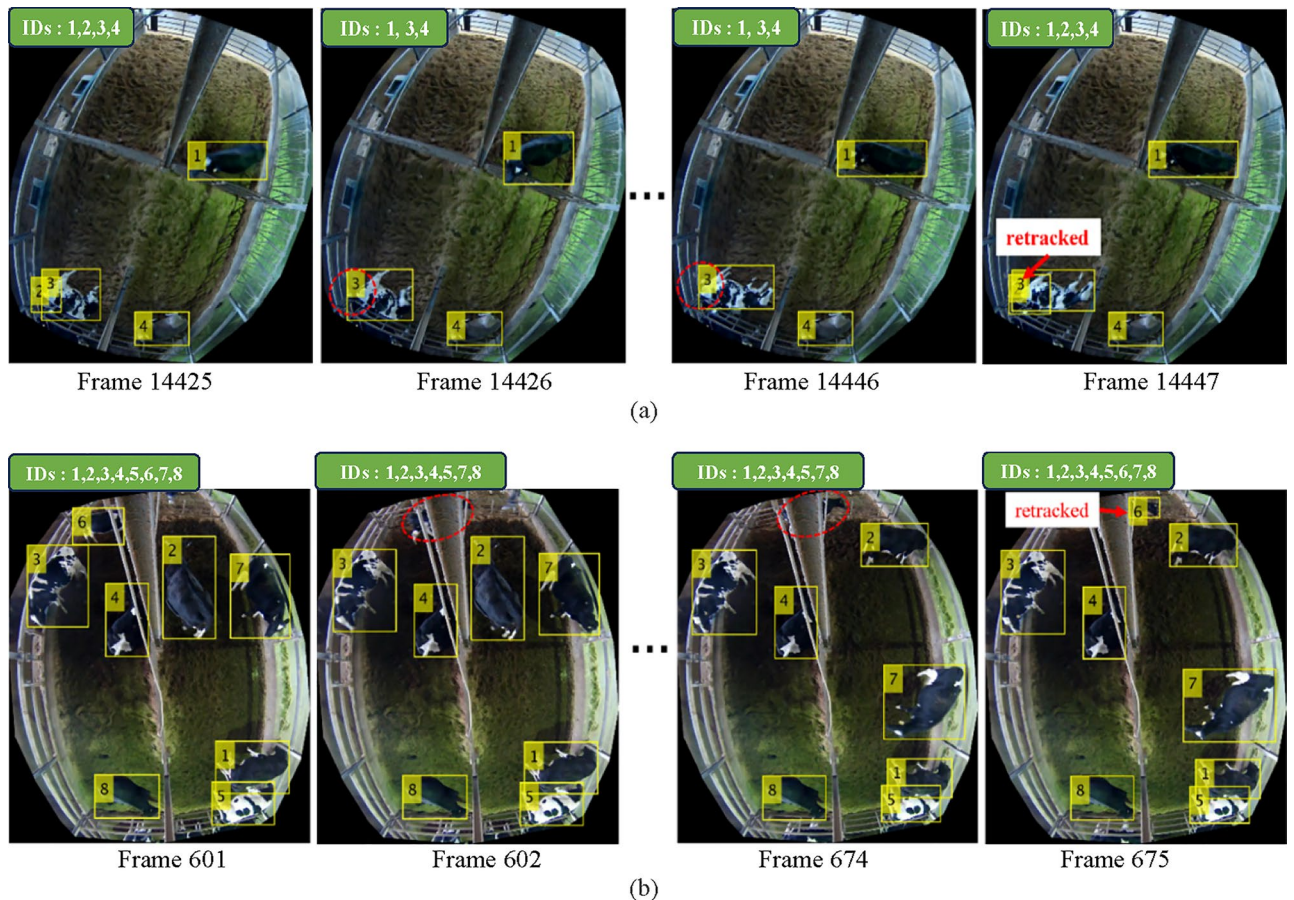 IDs : 1,2,3,4
IDs : 1, 3,4
IDs : 1, 3,4
IDs : 1,2,3,4
1
2
3
4
1
3
4
...
1
3
4
1
retracked
3
4
Frame 14425
Frame 14426
Frame 14446
Frame 14447
(a)
IDs : 1,2,3,4,5,6,7,8
IDs : 1,2,3,4,5,7,8
IDs : 1,2,3,4,5,7,8
IDs : 1,2,3,4,5,6,7,8
6
3
2
7
4
1
8
5
3
2
7
4
1
8
5
...
2
3
4
7
1
8
5
retracked
6
2
3
4
7
1
8
5
Frame 601
Frame 602
Frame 674
Frame 675
(b)